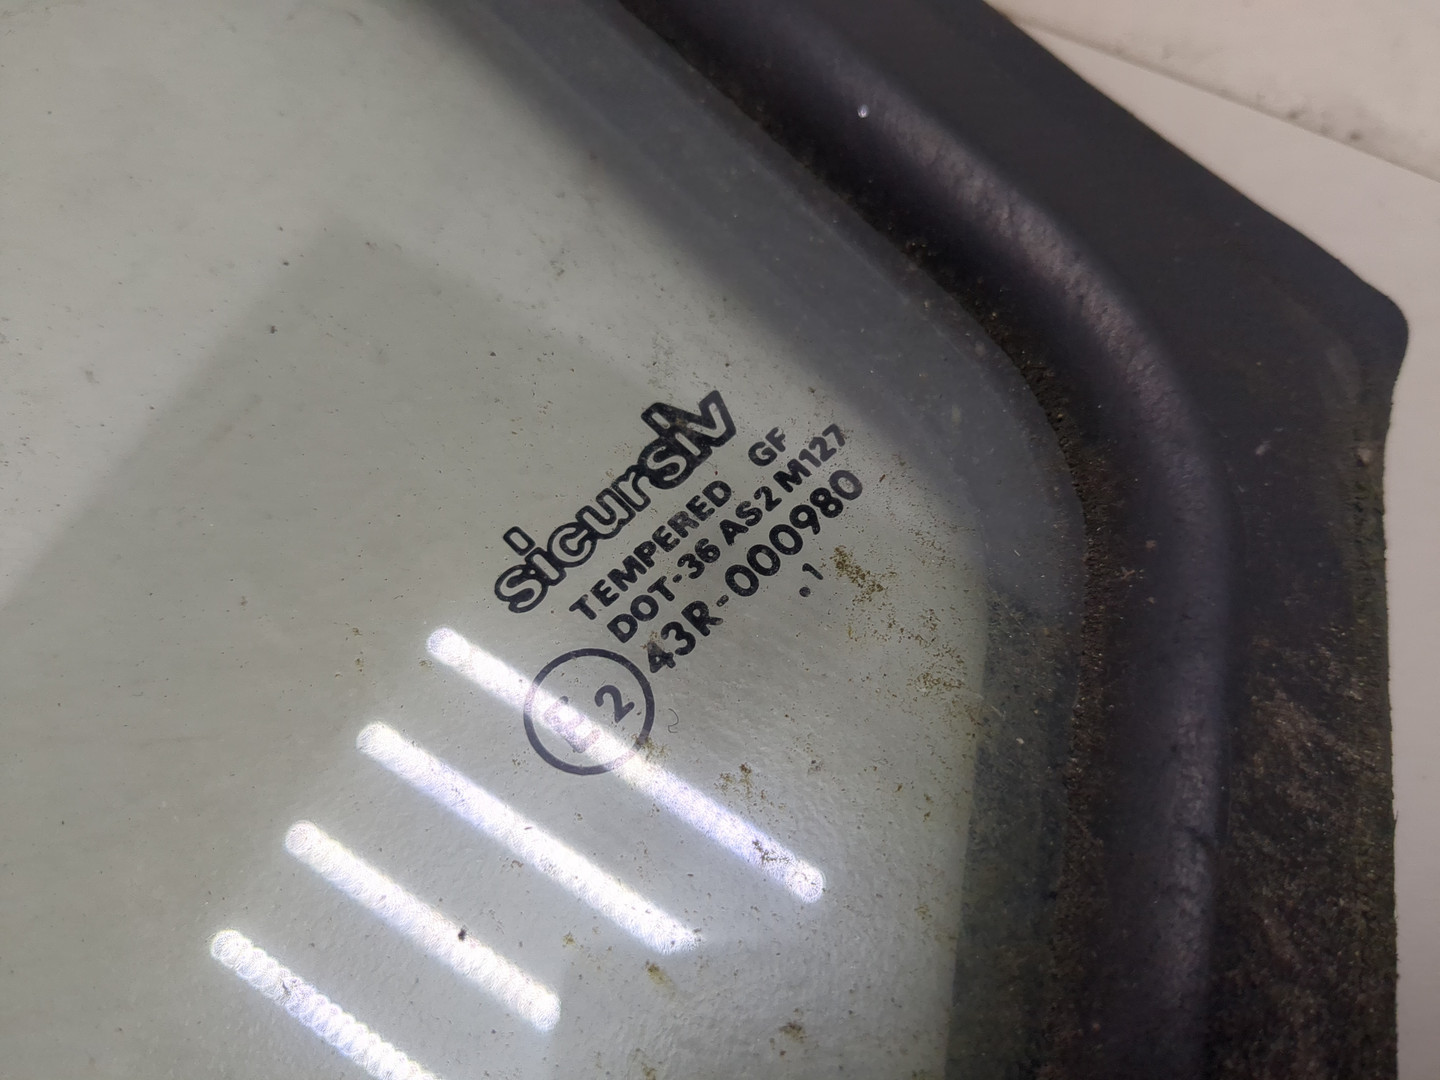 sicursiv
TEMPERED GF
DOT-36 AS2 M127
43R-000980
.1
E2